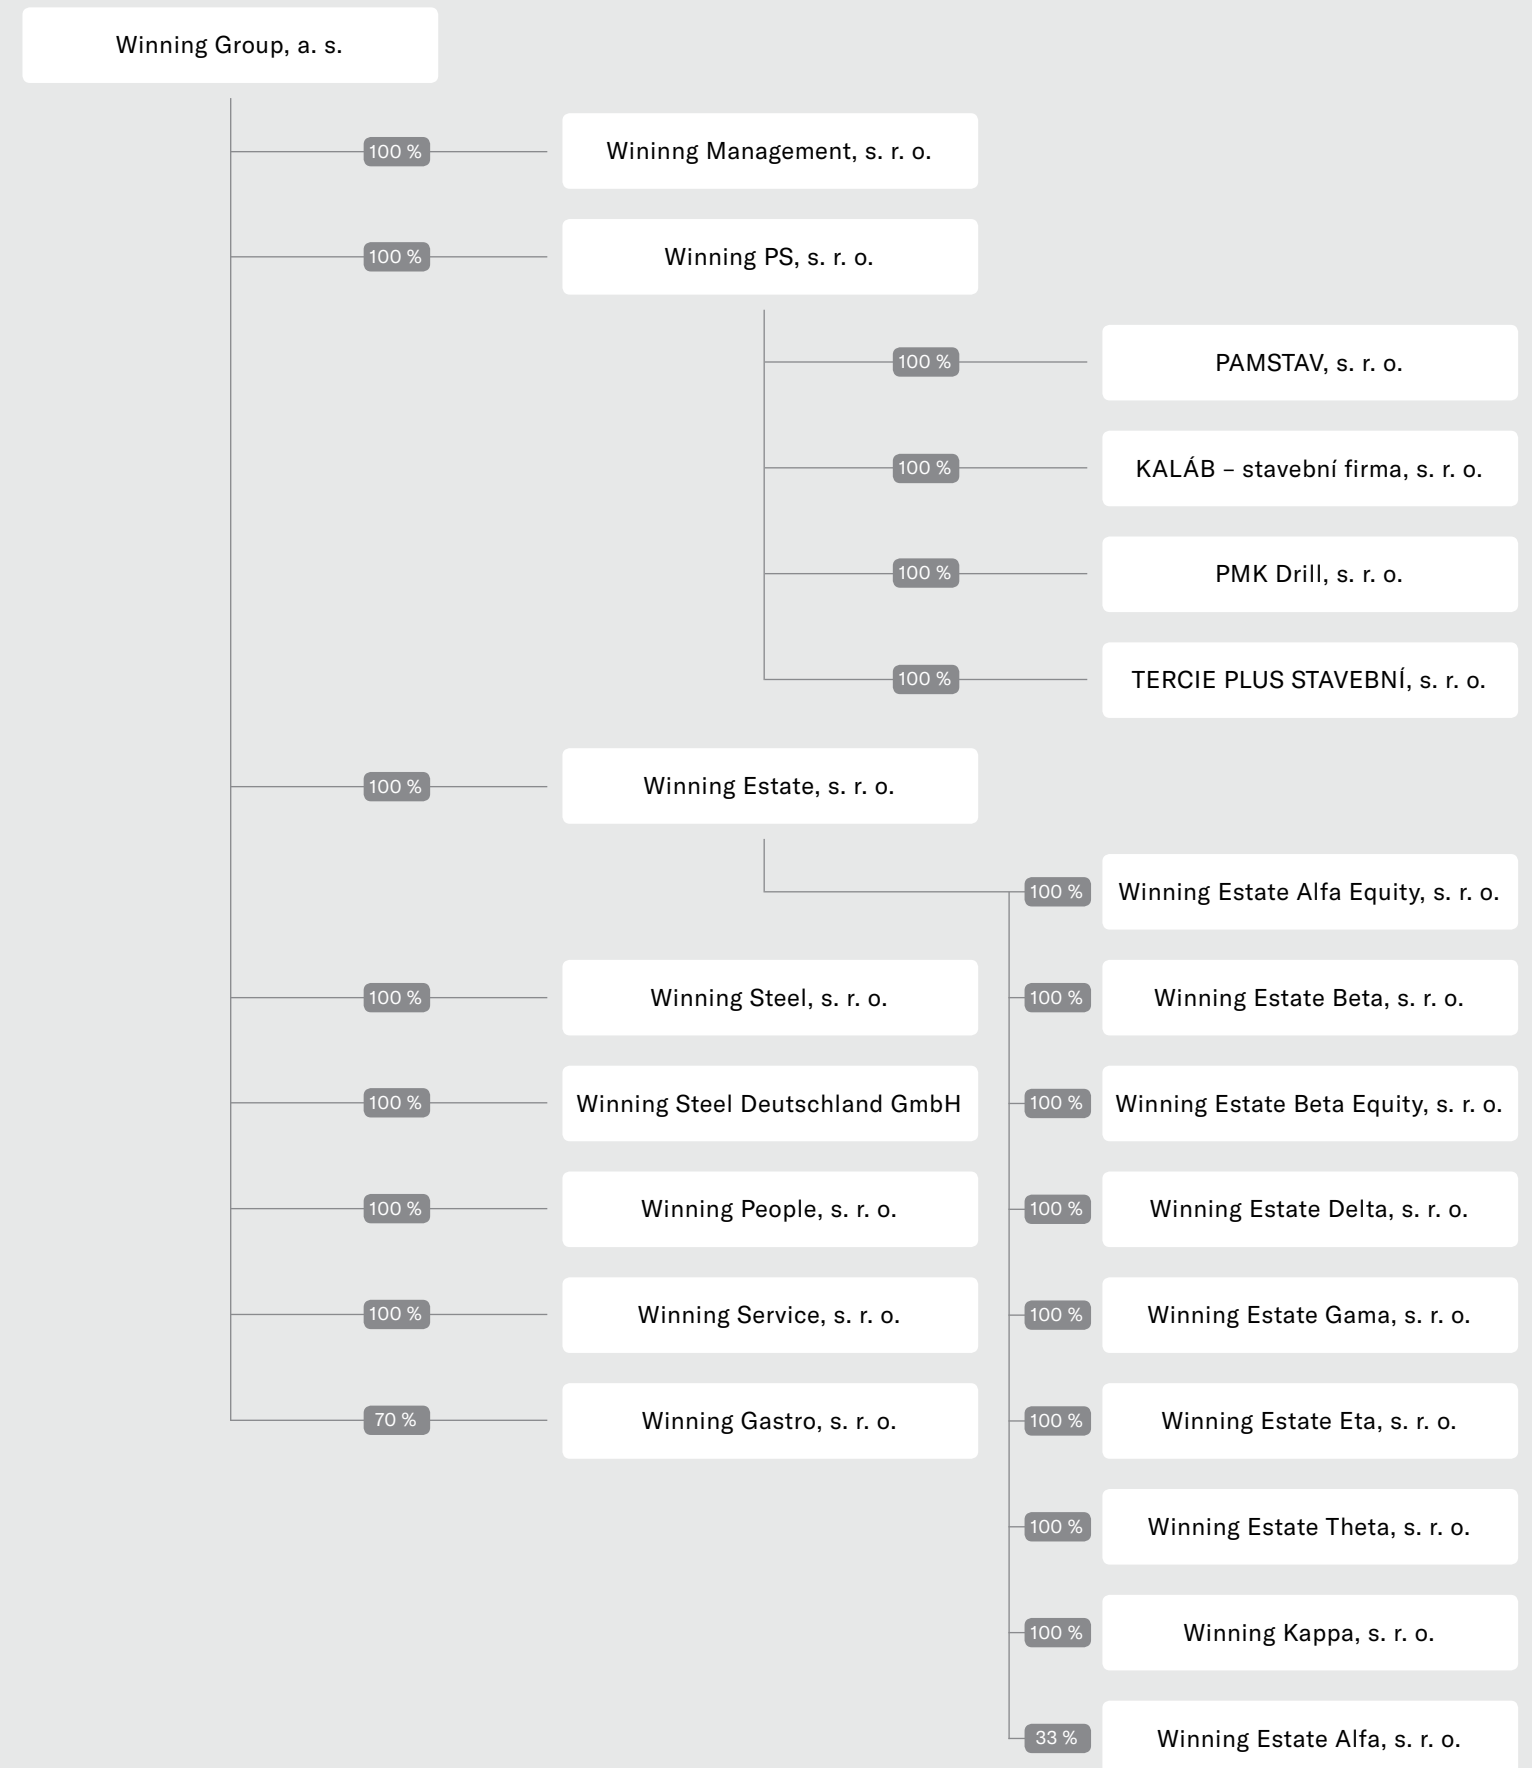 Winning Group, a. s.
100 %
Wininng Management, s. r. o.
100 %
Winning PS, s. r. o.
100 %
PAMSTAV, s. r. o.
100 %
KALÁB – stavební firma, s. r. o.
100 %
PMK Drill, s. r. o.
100 %
TERCIE PLUS STAVEBNÍ, s. r. o.
100 %
Winning Estate, s. r. o.
100 %
Winning Estate Alfa Equity, s. r. o.
100 %
Winning Steel, s. r. o.
100 %
Winning Estate Beta, s. r. o.
100 %
Winning Steel Deutschland GmbH
100 %
Winning Estate Beta Equity, s. r. o.
100 %
Winning People, s. r. o.
100 %
Winning Estate Delta, s. r. o.
100 %
Winning Service, s. r. o.
100 %
Winning Estate Gama, s. r. o.
70 %
Winning Gastro, s. r. o.
100 %
Winning Estate Eta, s. r. o.
100 %
Winning Estate Theta, s. r. o.
100 %
Winning Kappa, s. r. o.
33 %
Winning Estate Alfa, s. r. o.